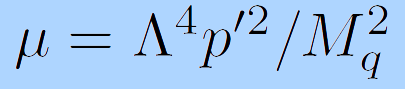 μ = Λ⁴p′²/M_q²